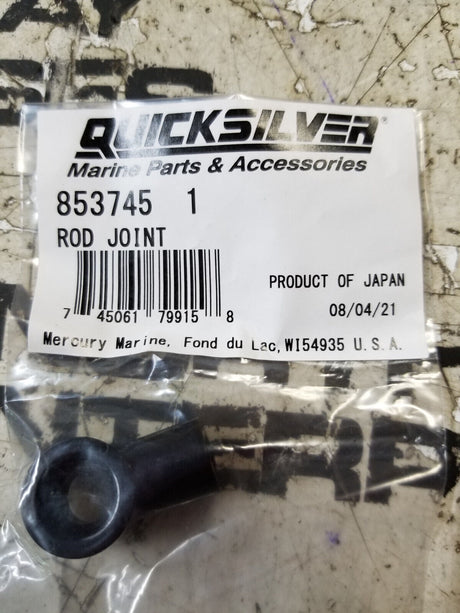 QUICKSILVER®
Marine Parts & Accessories
853745 1
ROD JOINT
7 45061 79915 8
PRODUCT OF JAPAN
08/04/21
Mercury Marine, Fond du Lac, WI54935 U.S.A.